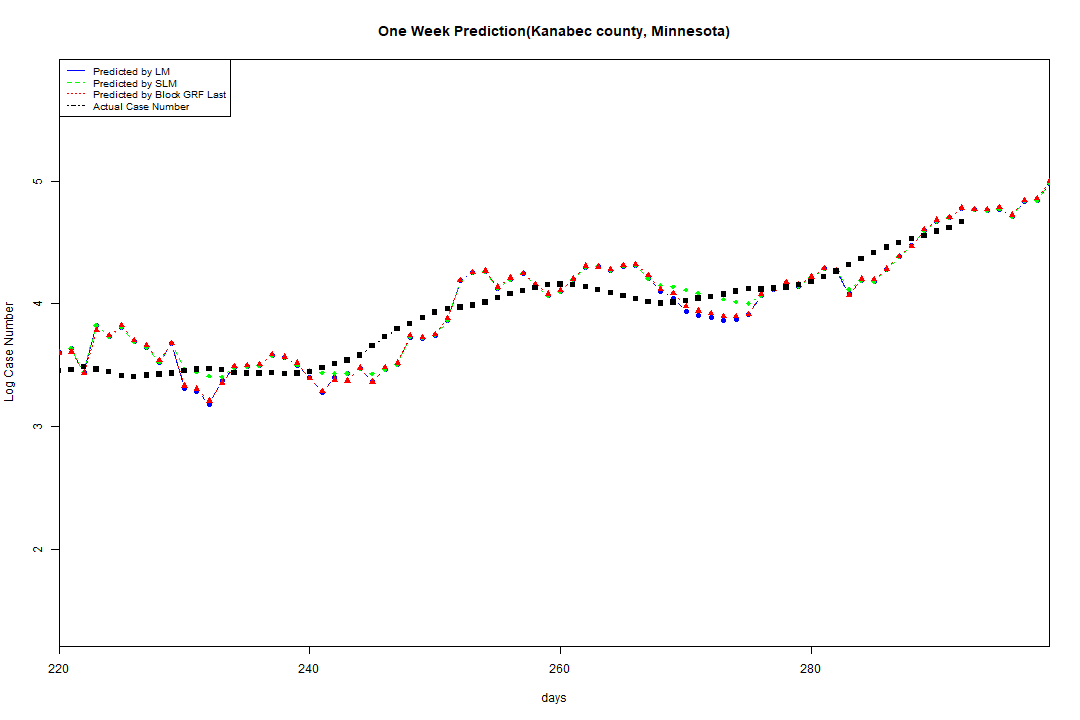 One Week Prediction(Kanabec county, Minnesota)
Predicted by LM
Predicted by SLM
Predicted by Block GRF Last
Actual Case Number
5
4
3
2
Log Case Number
220 240 260 280
days